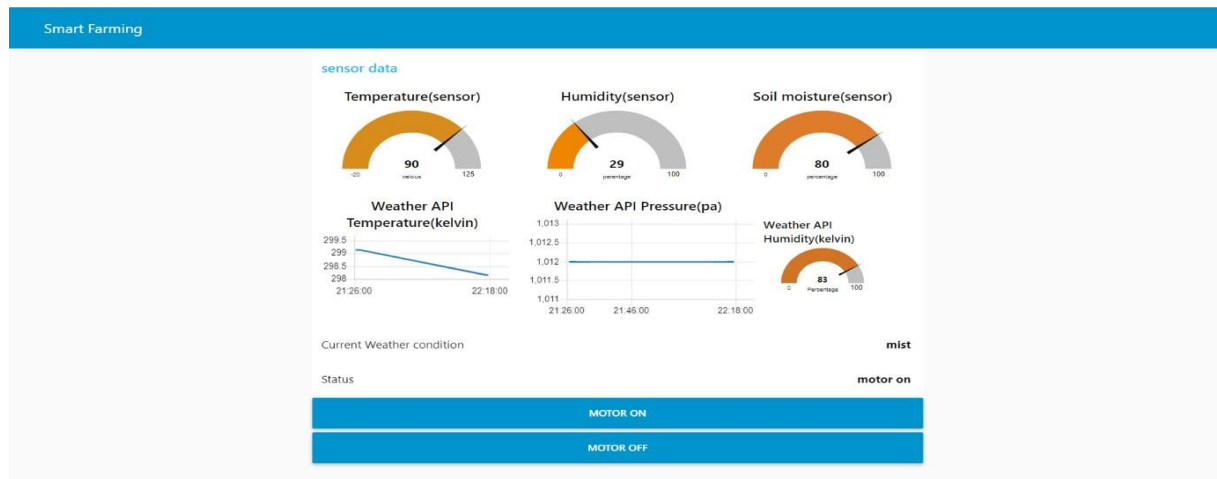 Smart Farming
sensor data
Temperature(sensor)
90
celcius
-20
125
Humidity(sensor)
29
parentage
0
100
Soil moisture(sensor)
80
percentage
0
100
Weather API
Temperature(kelvin)
299.5
299
298.5
298
21:26:00
22:18:00
Weather API Pressure(pa)
1,013
1,012.5
1,012
1,011.5
1,011
21:26:00
21:46:00
22:18:00
Weather API
Humidity(kelvin)
83
Percentage
0
100
Current Weather condition
mist
Status
motor on
MOTOR ON
MOTOR OFF